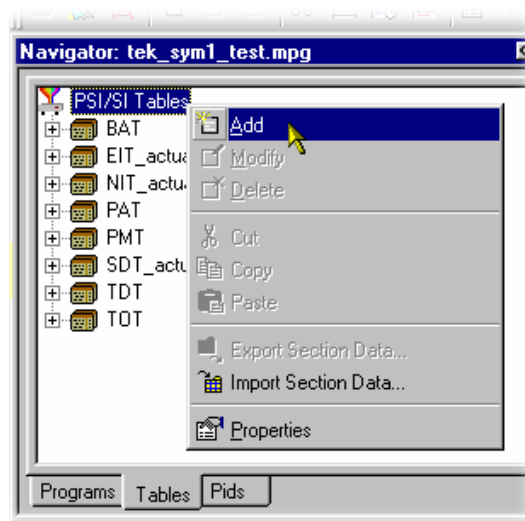 Navigator: tek_sym1_test.mpg
PSI/SI Tables
BAT
EIT_actua
NIT_actu
PAT
PMT
SDT_actu
TDT
TOT
Add
Modify
Delete
Cut
Copy
Paste
Export Section Data...
Import Section Data...
Properties
Programs Tables Pids